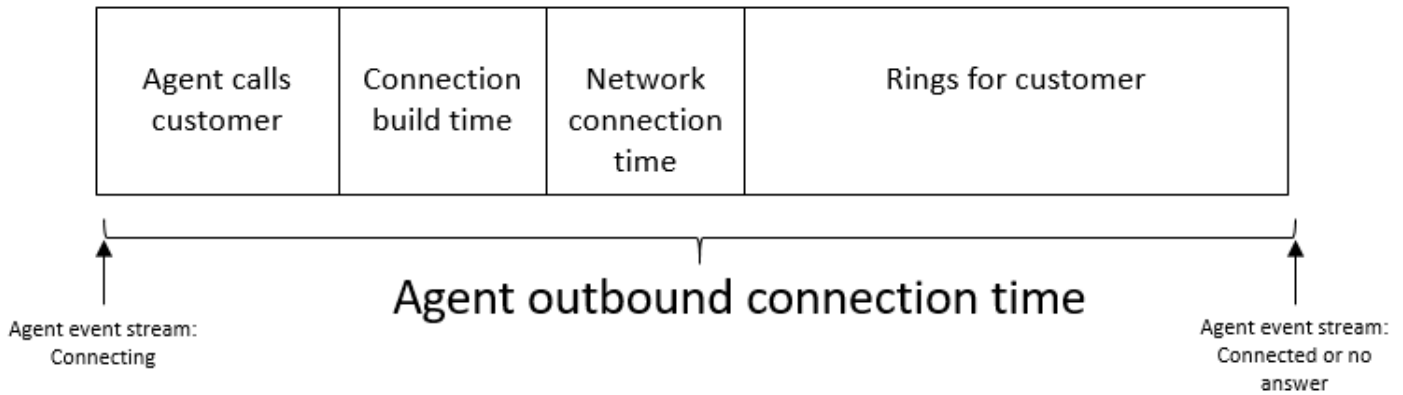 Agent calls
customer
Connection
build time
Network
connection
time
Rings for customer
Agent outbound connection time
Agent event stream:
Connecting
Agent event stream:
Connected or no
answer